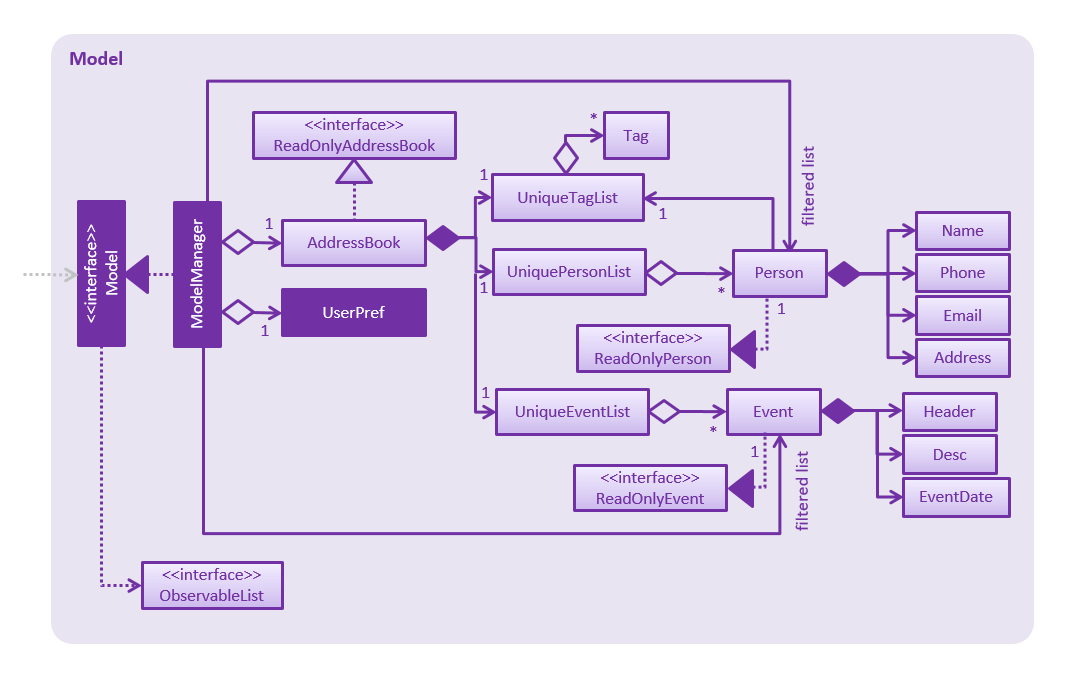 Model
<<interface>>
ReadOnlyAddressBook
*
Tag
1
UniqueTagList
1
filtered list
<<interface>>
Model
ModelManager
1
AddressBook
UniquePersonList
1
*
Person
1
Name
Phone
Email
Address
1
UserPref
<<interface>>
ReadOnlyPerson
1
UniqueEventList
*
Event
1
Header
Desc
EventDate
<<interface>>
ReadOnlyEvent
filtered list
<<interface>>
ObservableList